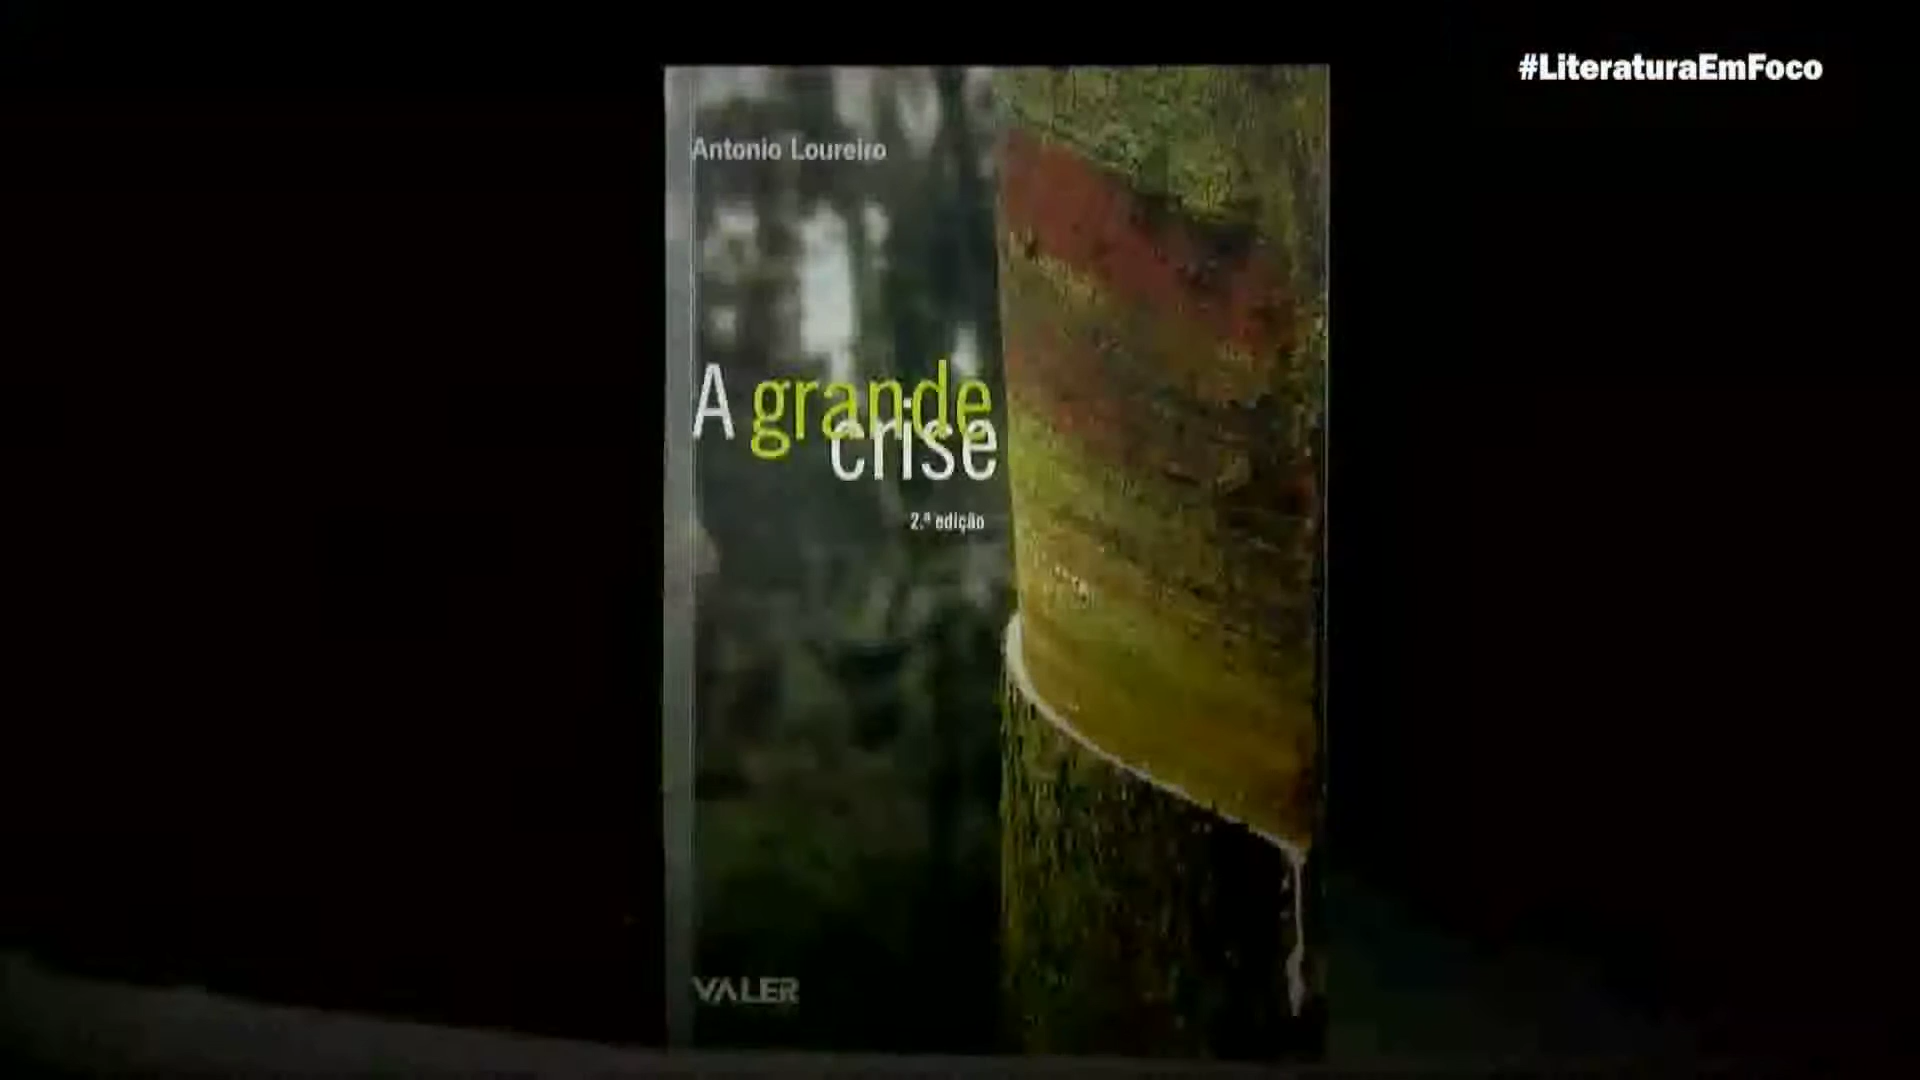 #LiteraturaEmFoco
Antonio Loureiro
A grande
crise
2.ª edição
VALER